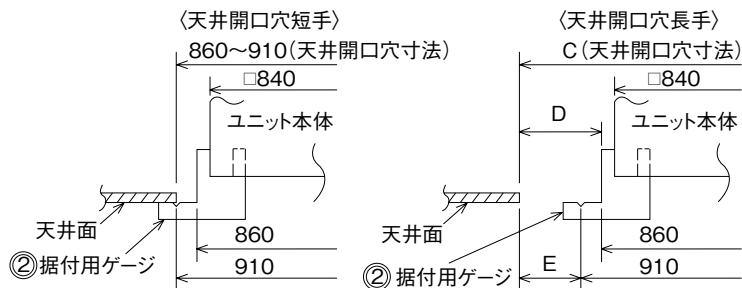 〈天井開口穴短手〉
860～910(天井開口穴寸法)
□840
ユニット本体
天井面
②据付用ゲージ
860
910
〈天井開口穴長手〉
C(天井開口穴寸法)
□840
D
ユニット本体
天井面
②据付用ゲージ
860
E
910